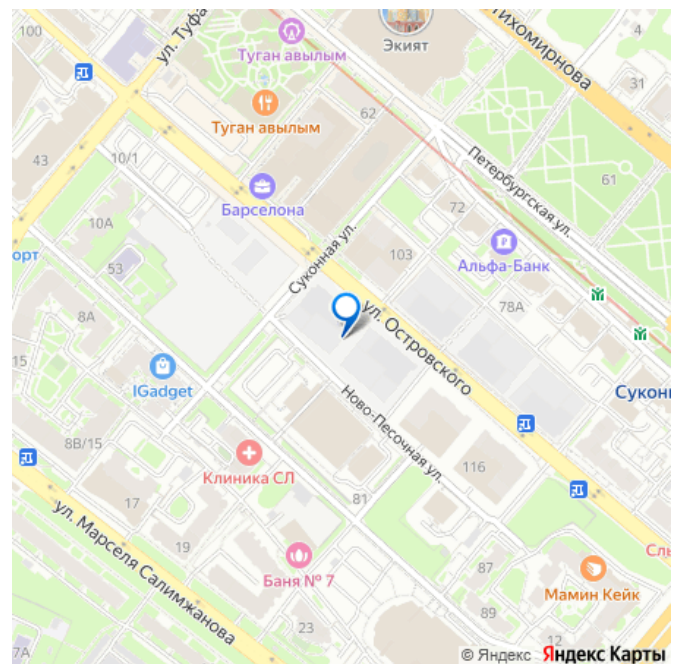 100
ул. Туфа
Туган авылым
Экият
Тихомирнова
4
31
Туган авылым
62
43
10/1
Барселона
Петербургская ул.
61
72
10А
орт
53
Суконная ул.
103
Альфа-Банк
78А
8А
ул. Островского
15
IGadget
Сукон
Ново-Песочная ул.
8В/15
Клиника СЛ
116
17
81
ул. Марселя Салимжанова
19
Баня № 7
87
Слы
Мамин Кейк
89
23
12
7А
© Яндекс Яндекс Карты